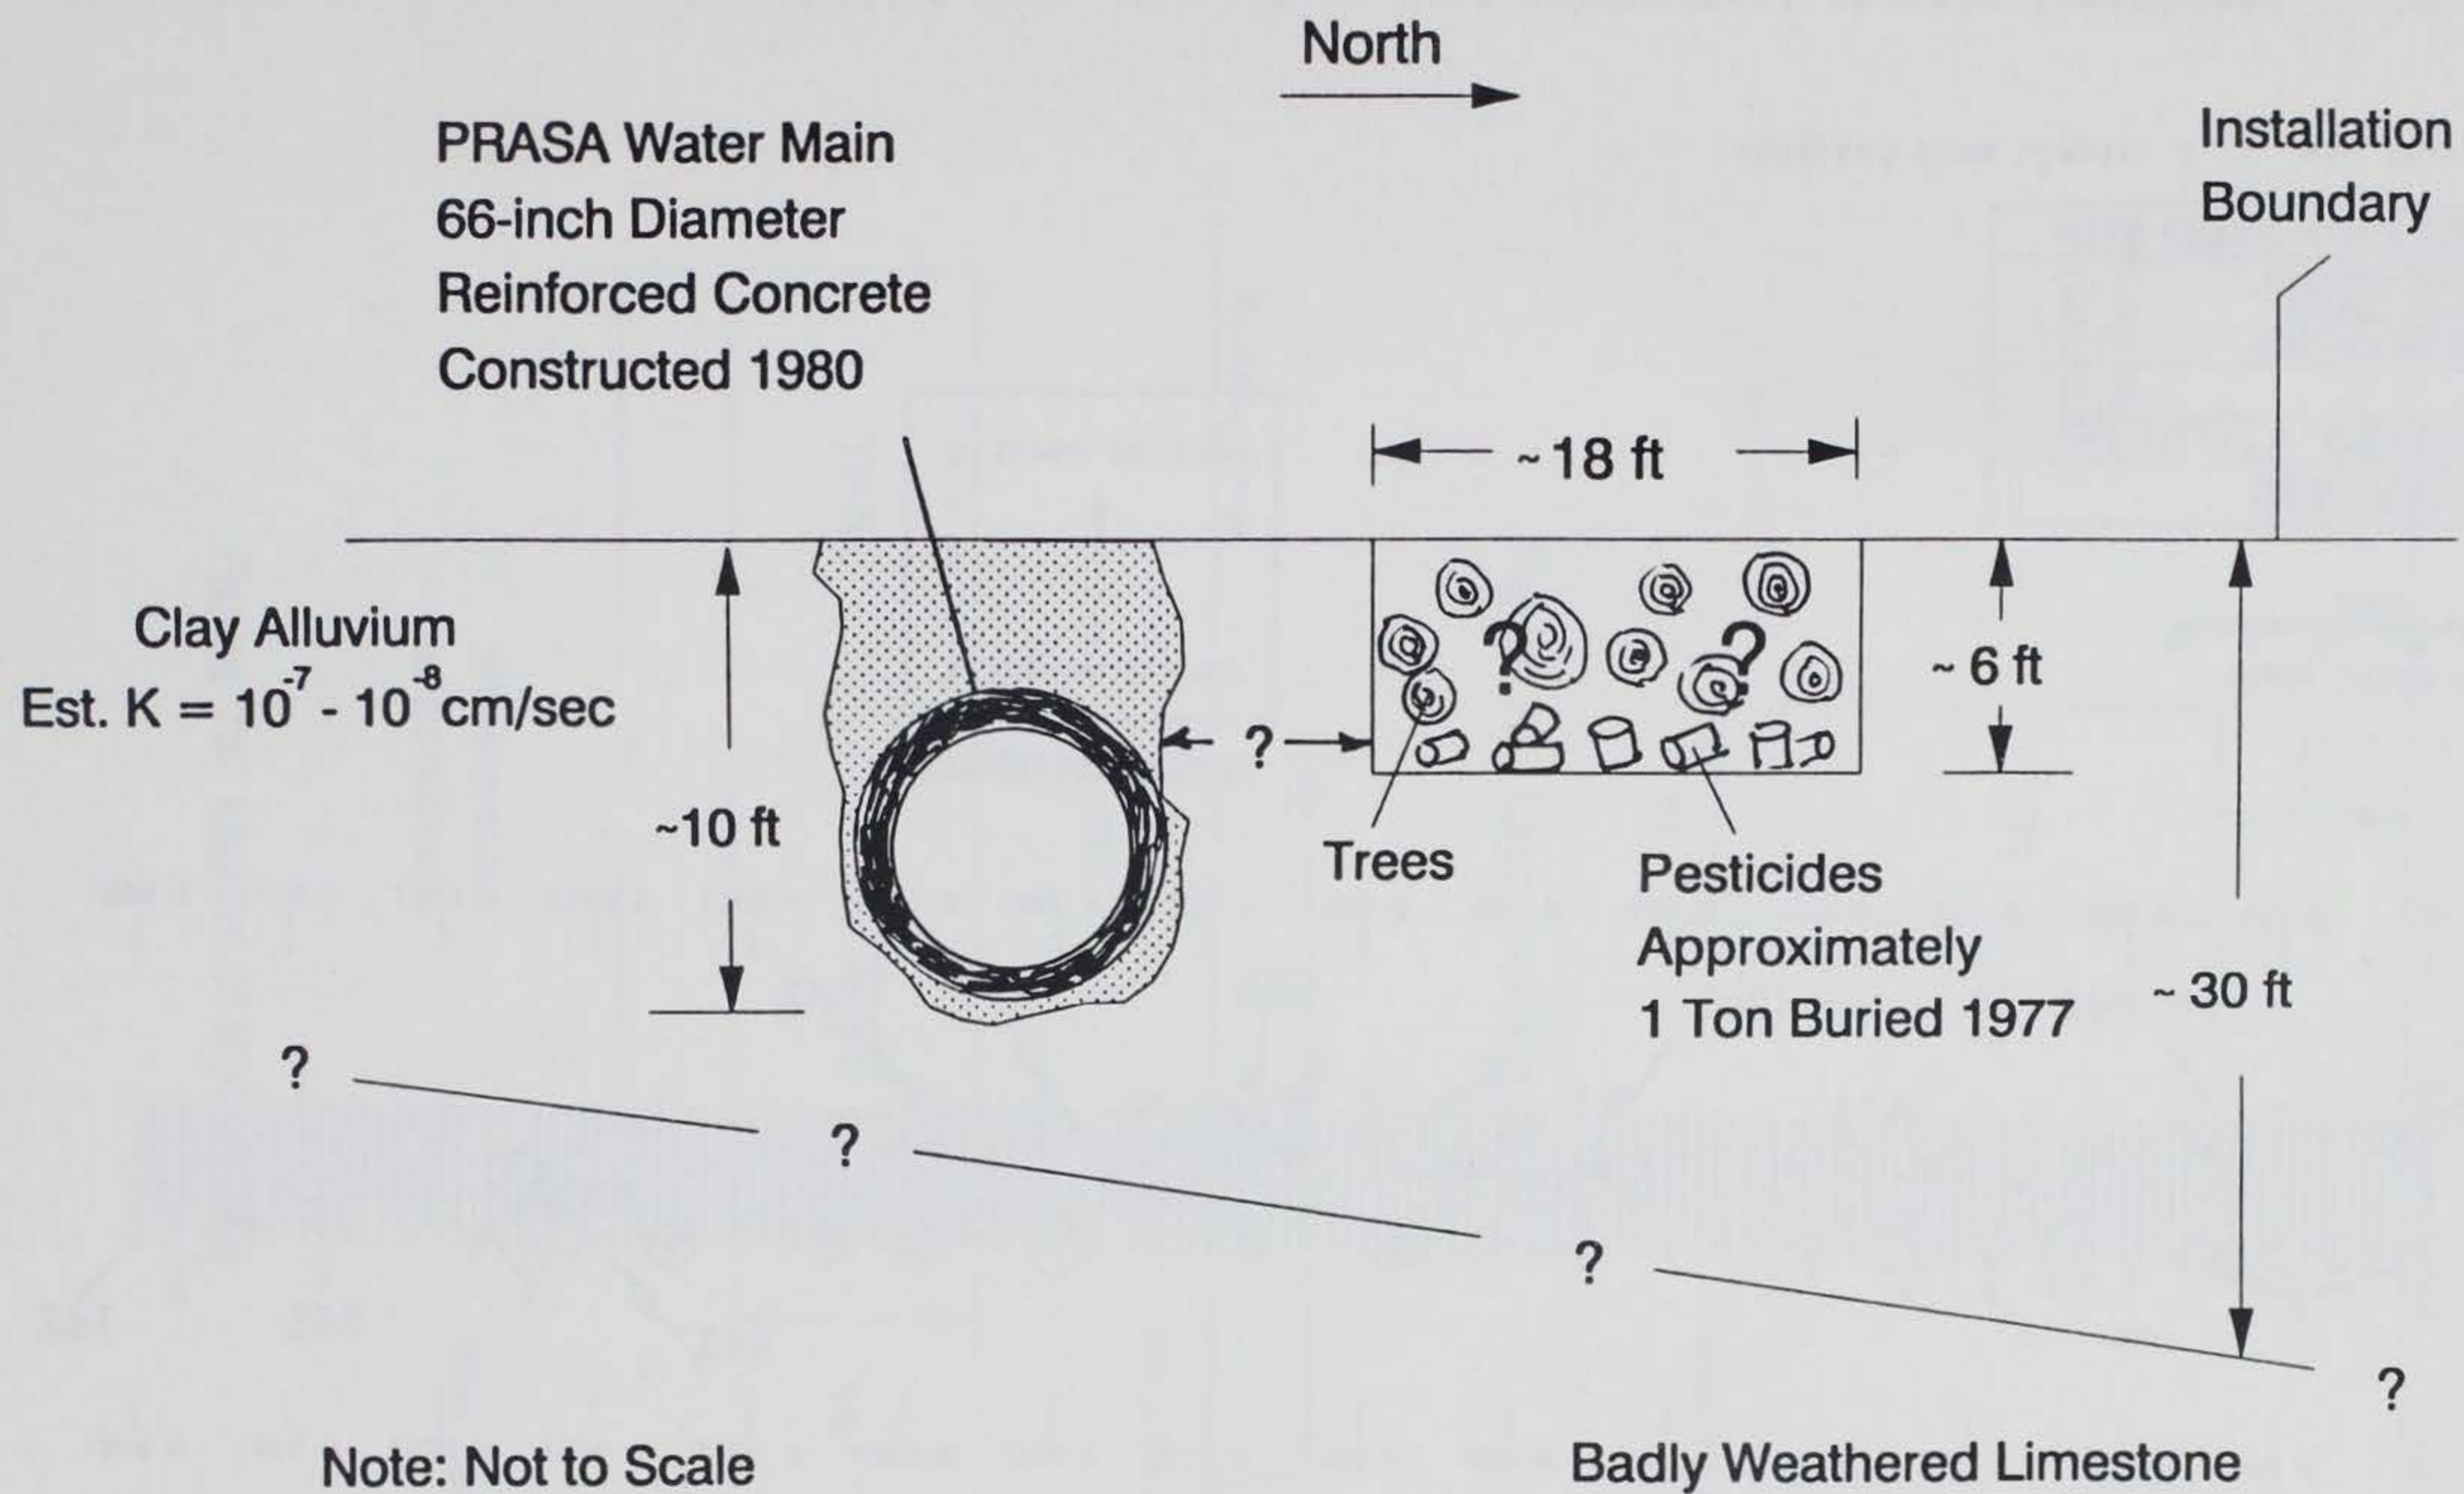 North
PRASA Water Main
66-inch Diameter
Reinforced Concrete
Constructed 1980
Installation
Boundary
~18 ft
Clay Alluvium
Est. K = 10-7 - 10-8cm/sec
?
?
~ 6 ft
?
~10 ft
Trees
Pesticides
Approximately
1 Ton Buried 1977
~ 30 ft
?
?
?
?
Note: Not to Scale
Badly Weathered Limestone